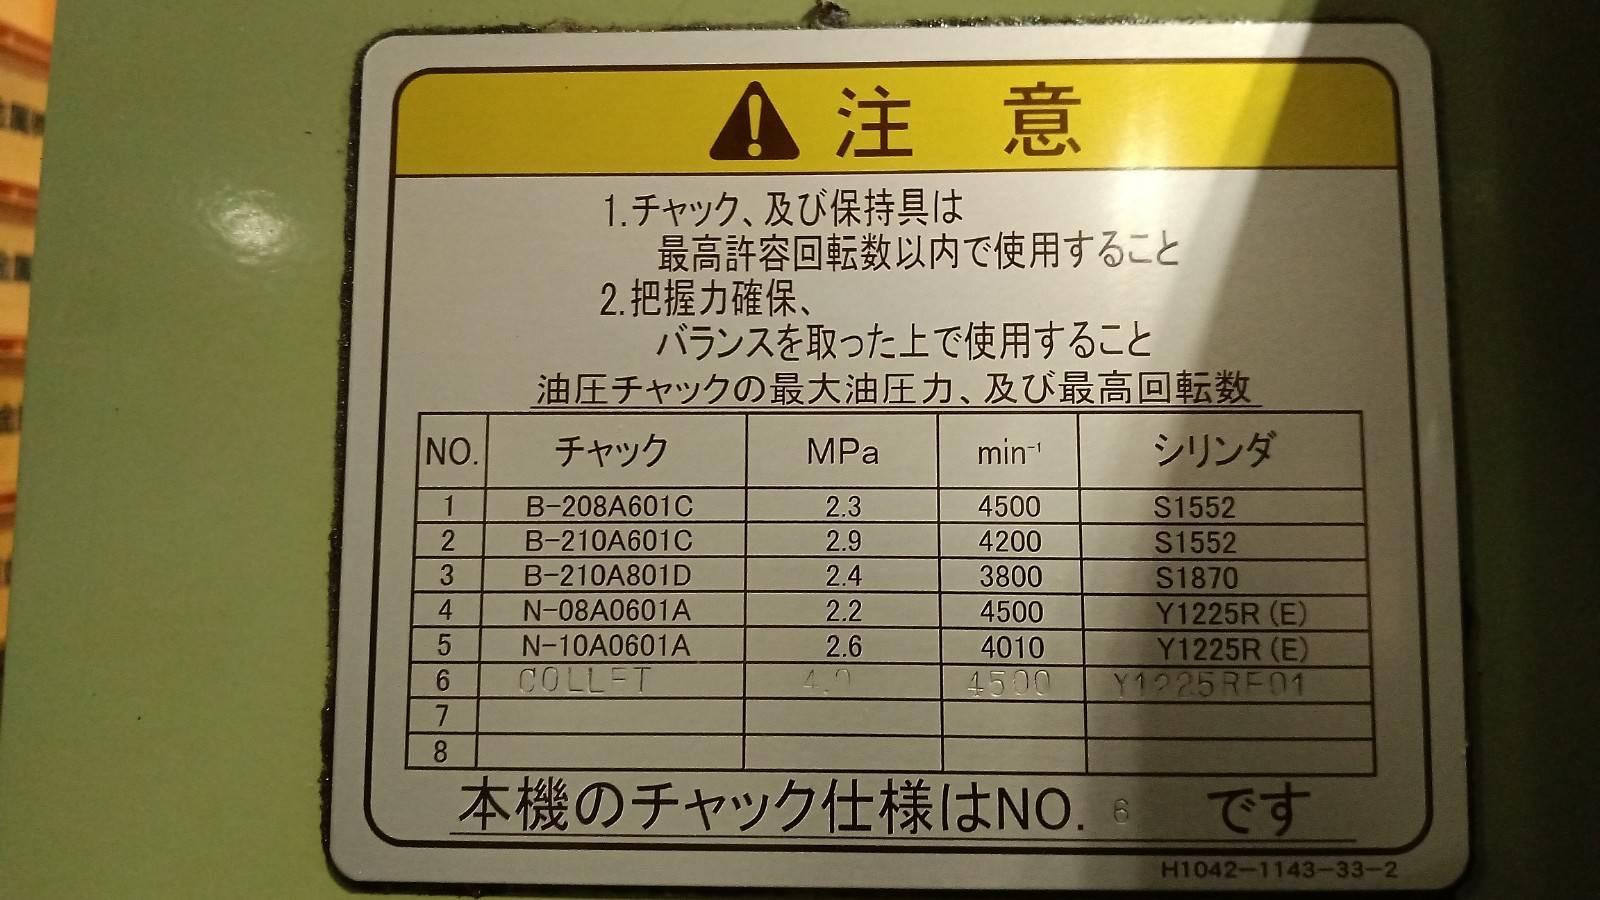 注 意
1.チャック、及び保持具は
最高許容回転数以内で使用すること
2.把握力確保、
バランスを取った上で使用すること
油圧チャックの最大油圧力、及び最高回転数
NO. チャック MPa min⁻¹ シリンダ
1 B-208A601C 2.3 4500 S1552
2 B-210A601C 2.9 4200 S1552
3 B-210A801D 2.4 3800 S1870
4 N-08A0601A 2.2 4500 Y1225R(E)
5 N-10A0601A 2.6 4010 Y1225R(E)
6 COLLET 4.0 4500 Y1225RE01
7
8
本機のチャック仕様はNO. 6 です
H1042-1143-33-2